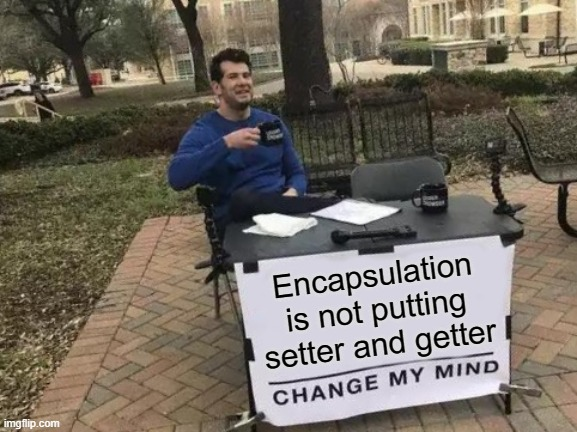 Encapsulation
is not putting
setter and getter
CHANGE MY MIND
imgflip.com